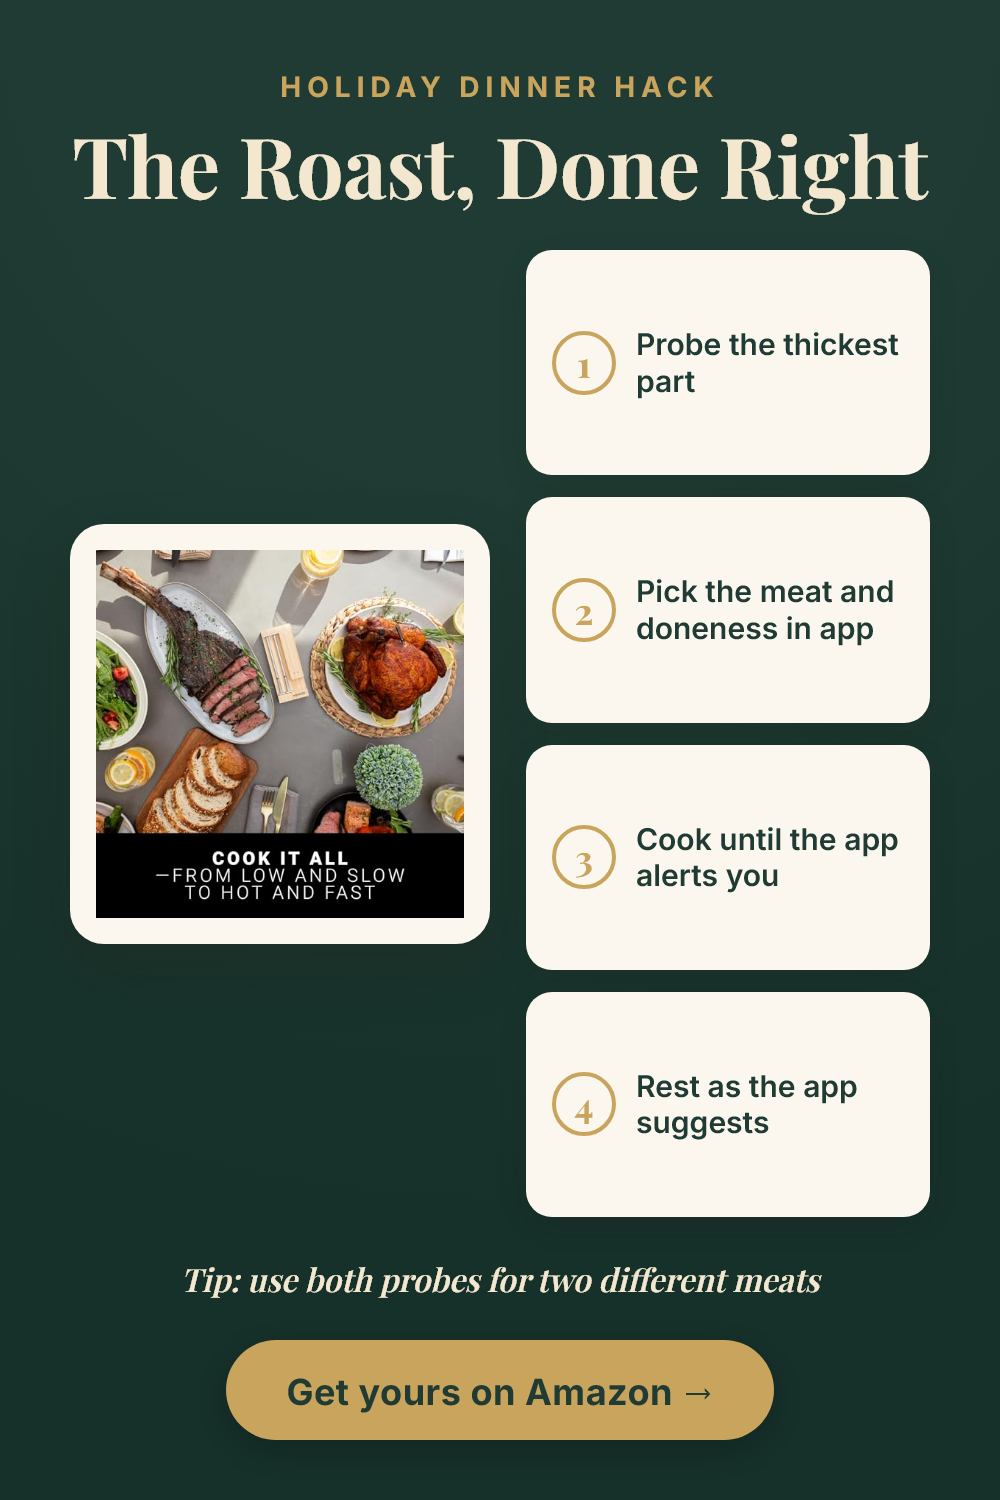 HOLIDAY DINNER HACK
The Roast, Done Right
1
Probe the thickest
part
2
Pick the meat and
doneness in app
3
Cook until the app
alerts you
4
Rest as the app
suggests
COOK IT ALL
—FROM LOW AND SLOW
TO HOT AND FAST
Tip: use both probes for two different meats
Get yours on Amazon →